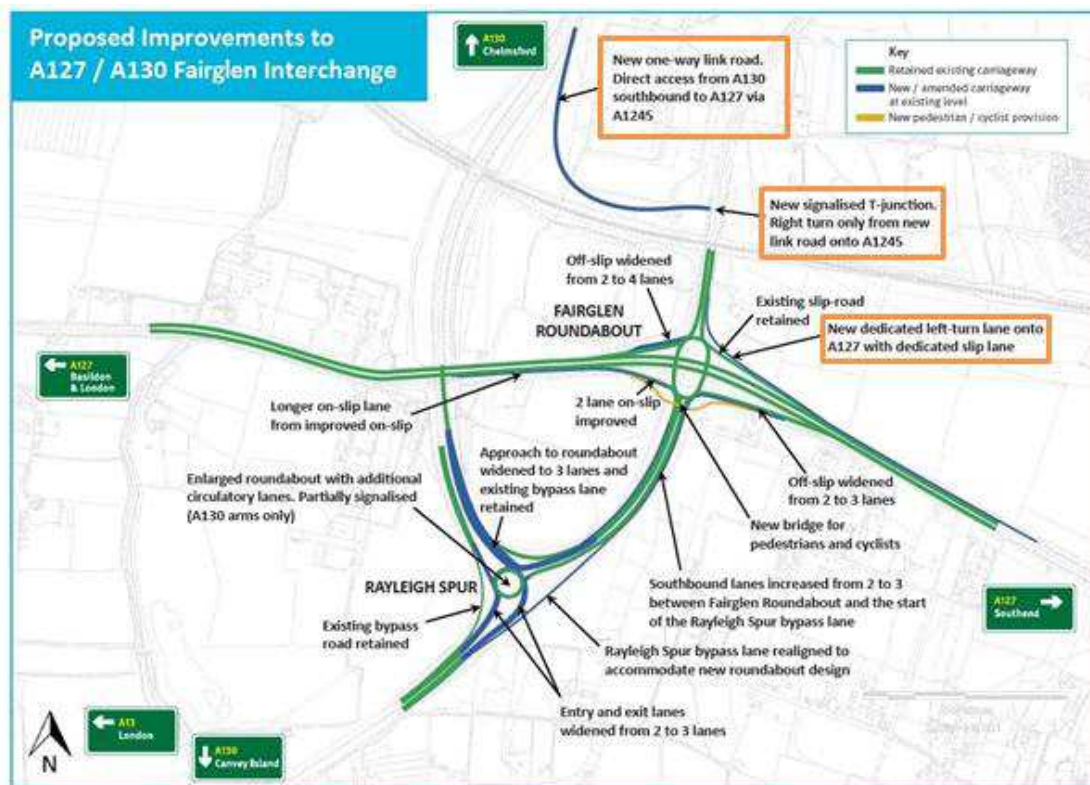 Proposed Improvements to
A127 / A130 Fairglen Interchange
A130
Chelmsford
New one-way link road.
Direct access from A130
southbound to A127 via
A1245
Key
Retained existing carriageway
New / amended carriageway
at existing level
New pedestrian / cyclist provision
New signalised T-junction.
Right turn only from new
link road onto A1245
Off-slip widened
from 2 to 4 lanes
FAIRGLEN
ROUNDABOUT
Existing slip-road
retained
New dedicated left-turn lane onto
A127 with dedicated slip lane
A127
Basildon
& London
Longer on-slip lane
from improved on-slip
2 lane on-slip
improved
Approach to roundabout
widened to 3 lanes and
existing bypass lane
retained
Enlarged roundabout with additional
circulatory lanes. Partially signalised
(A130 arms only)
Off-slip widened
from 2 to 3 lanes
New bridge for
pedestrians and cyclists
RAYLEIGH SPUR
Southbound lanes increased from 2 to 3
between Fairglen Roundabout and the start
of the Rayleigh Spur bypass lane
A127
Southend
Existing bypass
road retained
Rayleigh Spur bypass lane realigned to
accommodate new roundabout design
Entry and exit lanes
widened from 2 to 3 lanes
N
A13
London
A130
Canvey Island